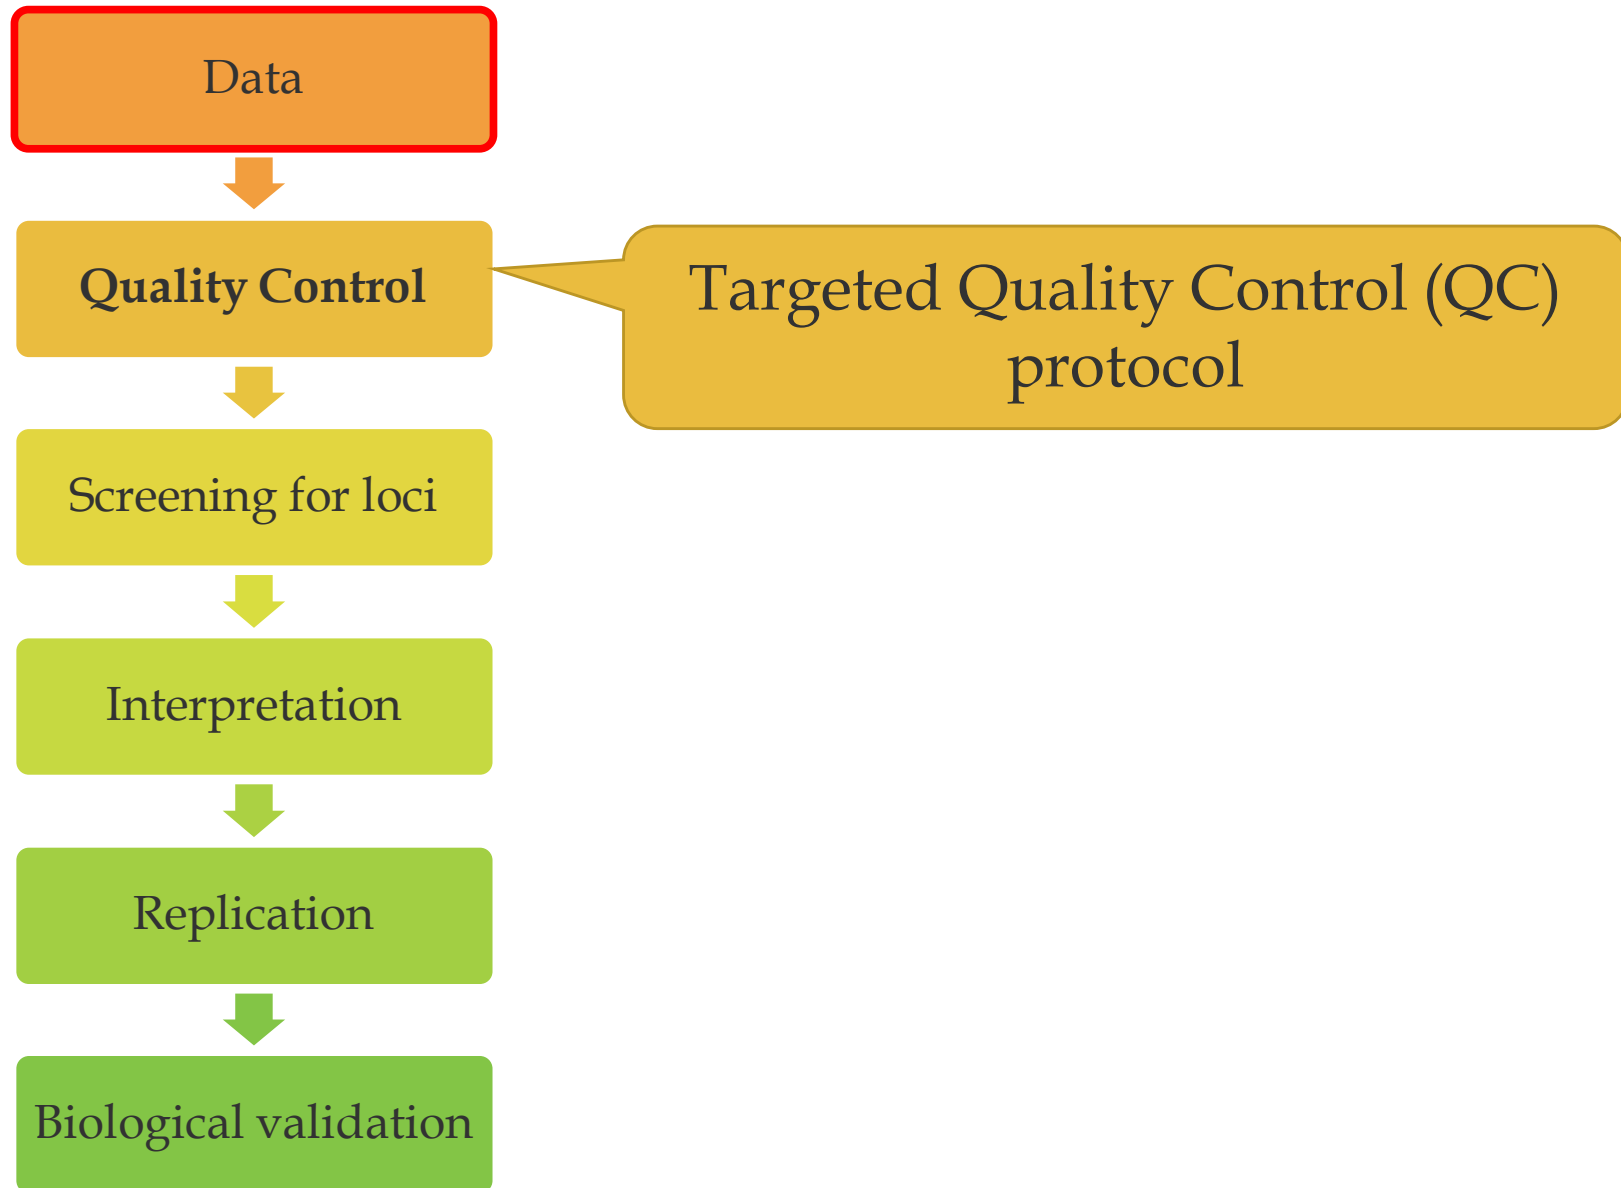 Data
Quality Control
Targeted Quality Control (QC)
protocol
Screening for loci
Interpretation
Replication
Biological validation